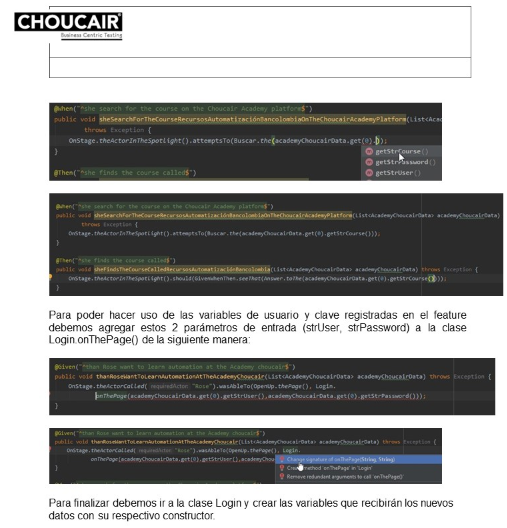 CHOUCAIR
Business Centric Testing
@When("^she search for the course on the Choucair Academy platform$")
public void sheSearchForTheCourseRecursosAutomatizaciónBancolombiaOnTheChoucairAcademyPlatform(List<Acad
throws Exception {
OnStage.theActorInTheSpotlight().attemptsTo(Buscar.the(academyChoucairData.get(0).));
}
getStrCourse()
getStrPassword()
@Then("^she finds the course called$")
getStrUser()
@When("^she search for the course on the Choucair Academy platform$")
public void sheSearchForTheCourseRecursosAutomatizaciónBancolombiaOnTheChoucairAcademyPlatform(List<AcademyChoucairData> academyChoucairData)
throws Exception {
OnStage.theActorInTheSpotlight().attemptsTo(Buscar.the(academyChoucairData.get(0).getStrCourse()));
}
@Then("^she finds the course called$")
public void sheFindsTheCourseCalledRecursosAutomatizaciónBancolombia(List<AcademyChoucairData> academyChoucairData) throws Exception {
OnStage.theActorInTheSpotlight().should(GivenWhenThen.seeThat(Answer.toThe(academyChoucairData.get(0).getStrCourse())));
}
Para poder hacer uso de las variables de usuario y clave registradas en el feature
debemos agregar estos 2 parámetros de entrada (strUser, strPassword) a la clase
Login.onThePage() de la siguiente manera:
@Given("^than Rose want to learn automation at the Academy choucair$")
public void thanRoseWantToLearnAutomationAtTheAcademyChoucair(List<AcademyChoucairData> academyChoucairData) throws Exception {
OnStage.theActorCalled( requiredActor: "Rose").wasAbleTo(OpenUp.thePage(), Login.
onThePage(academyChoucairData.get(0).getStrUser(),academyChoucairData.get(0).getStrPassword()));
}
@Given("^than Rose want to learn automation at the Academy choucair$")
public void thanRoseWantToLearnAutomationAtTheAcademyChoucair(List<AcademyChoucairData> academyChoucairData) throws Exception {
OnStage.theActorCalled( requiredActor: "Rose").wasAbleTo(OpenUp.thePage(), Login.
onThePage(academyChoucairData.get(0).getStrUser(),academyChou
Change signature of onThePage(String, String)
}
Create method 'onThePage' in 'Login'
Remove redundant arguments to call 'onThePage()'
Para finalizar debemos ir a la clase Login y crear las variables que recibirán los nuevos
datos con su respectivo constructor.